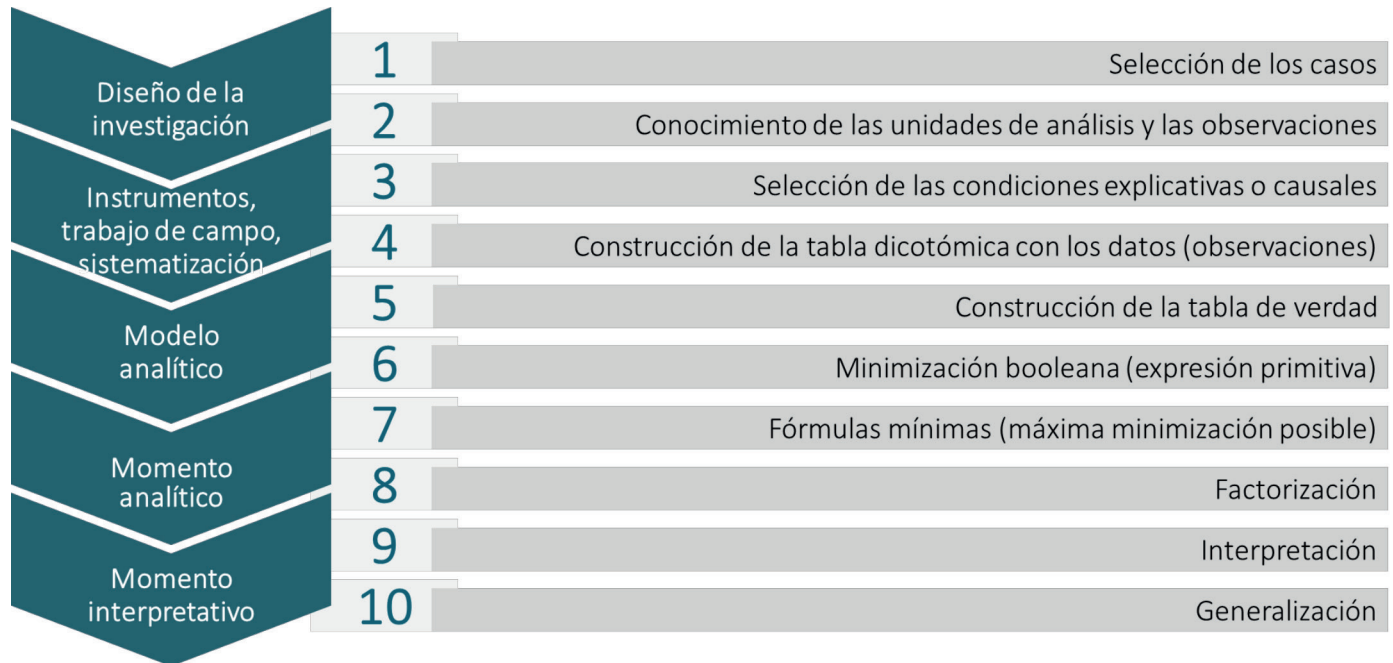 Diseño de la
investigación
Instrumentos,
trabajo de campo,
sistematización
Modelo
analítico
Momento
analítico
Momento
interpretativo
1 Selección de los casos
2 Conocimiento de las unidades de análisis y las observaciones
3 Selección de las condiciones explicativas o causales
4 Construcción de la tabla dicotómica con los datos (observaciones)
5 Construcción de la tabla de verdad
6 Minimización booleana (expresión primitiva)
7 Fórmulas mínimas (máxima minimización posible)
8 Factorización
9 Interpretación
10 Generalización